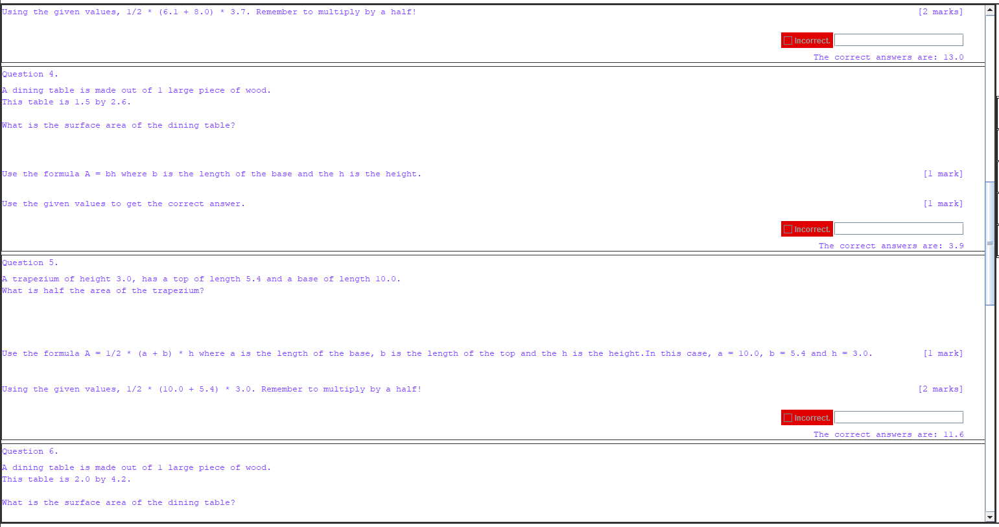 Using the given values, 1/2 * (6.1 + 8.0) * 3.7. Remember to multiply by a half! [2 marks]
Incorrect.
The correct answers are: 13.0
Question 4.
A dining table is made out of 1 large piece of wood.
This table is 1.5 by 2.6.
What is the surface area of the dining table?
Use the formula A = bh where b is the length of the base and the h is the height. [1 mark]
Use the given values to get the correct answer. [1 mark]
Incorrect.
The correct answers are: 3.9
Question 5.
A trapezium of height 3.0, has a top of length 5.4 and a base of length 10.0.
What is half the area of the trapezium?
Use the formula A = 1/2 * (a + b) * h where a is the length of the base, b is the length of the top and the h is the height.In this case, a = 10.0, b = 5.4 and h = 3.0. [1 mark]
Using the given values, 1/2 * (10.0 + 5.4) * 3.0. Remember to multiply by a half! [2 marks]
Incorrect.
The correct answers are: 11.6
Question 6.
A dining table is made out of 1 large piece of wood.
This table is 2.0 by 4.2.
What is the surface area of the dining table?